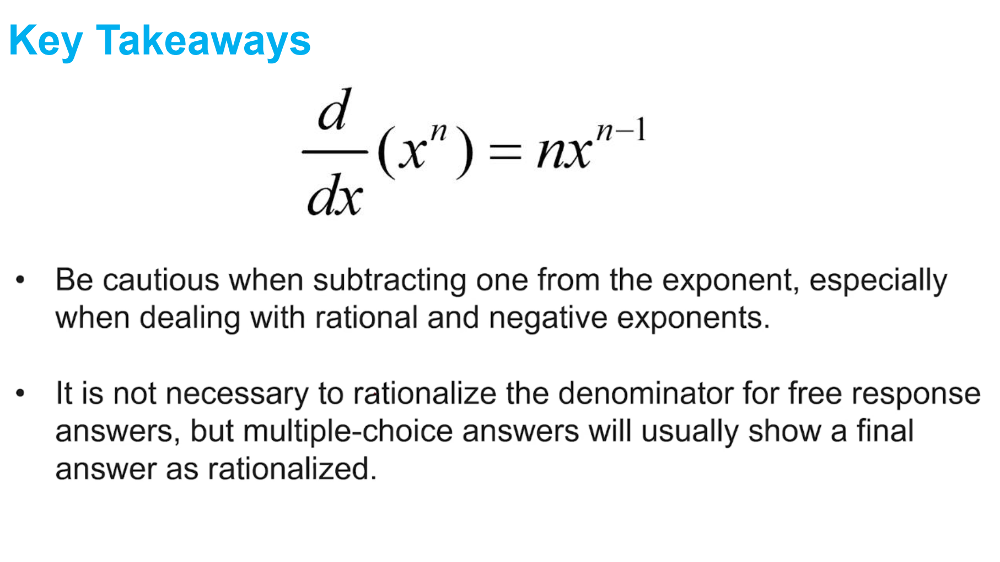 Key Takeaways
d/dx (xⁿ) = nxⁿ⁻¹
• Be cautious when subtracting one from the exponent, especially
when dealing with rational and negative exponents.
• It is not necessary to rationalize the denominator for free response
answers, but multiple-choice answers will usually show a final
answer as rationalized.